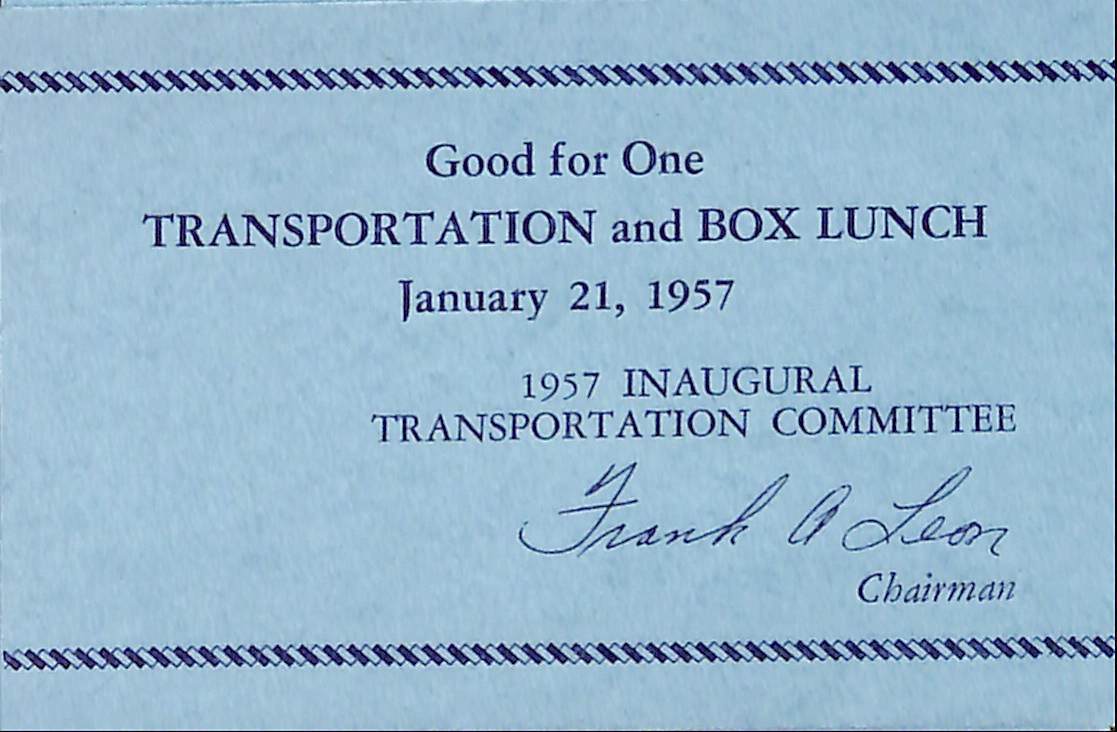 Good for One
TRANSPORTATION and BOX LUNCH
January 21, 1957
1957 INAUGURAL
TRANSPORTATION COMMITTEE
Frank A Leon
Chairman